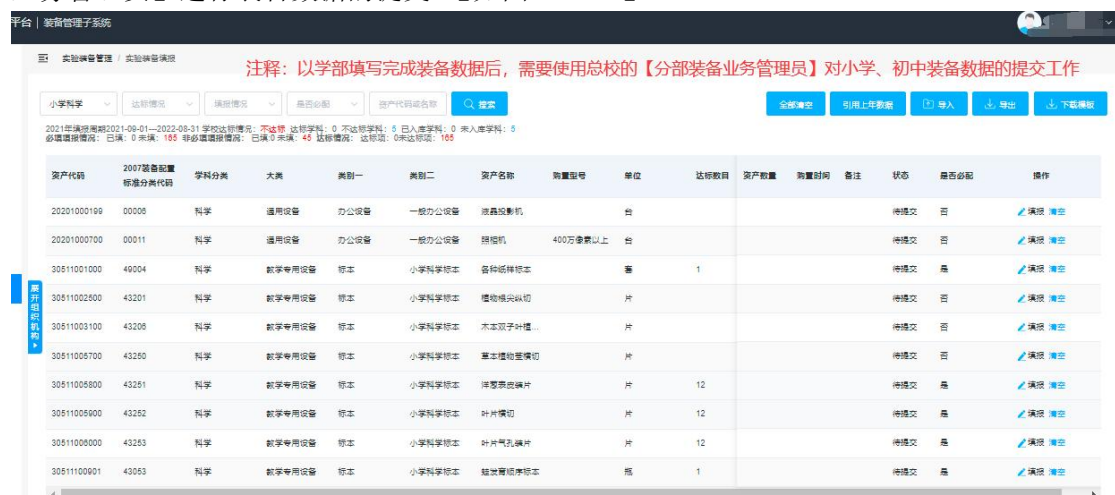 平台 | 装备管理子系统
实验装备管理 / 实验装备填报
注释：以学部填写完成装备数据后，需要使用总校的【分部装备业务管理员】对小学、初中装备数据的提交工作
小学科学 达标情况 填报情况 是否必配 资产代码或名称 搜索 全部清空 引用上年数据 导入 导出 下载模板
2021年填报周期2021-09-01—2022-08-31 学校达标情况：不达标 达标学科：0 不达标学科：5 已入库学科：0 未入库学科：5
必填填报情况：已填：0 未填：165 非必填填报情况：已填:0 未填：45 达标情况：达标项：0未达标项：165
资产代码 2007装备配置标准分类代码 学科分类 大类 类别一 类别二 资产名称 购置型号 单位 达标数目 资产数量 购置时间 备注 状态 是否必配 操作
20201000199 00006 科学 通用设备 办公设备 一般办公设备 液晶投影机 台 待提交 否 填报 清空
20201000700 00011 科学 通用设备 办公设备 一般办公设备 照相机 400万像素以上 台 待提交 否 填报 清空
30511001000 49004 科学 教学专用设备 标本 小学科学标本 各种纸样标本 套 1 待提交 是 填报 清空
30511002500 43201 科学 教学专用设备 标本 小学科学标本 植物根尖纵切 片 待提交 否 填报 清空
30511003100 43206 科学 教学专用设备 标本 小学科学标本 木本双子叶植... 片 待提交 否 填报 清空
30511005700 43250 科学 教学专用设备 标本 小学科学标本 草本植物茎横切 片 待提交 否 填报 清空
30511005800 43251 科学 教学专用设备 标本 小学科学标本 洋葱表皮装片 片 12 待提交 是 填报 清空
30511005900 43252 科学 教学专用设备 标本 小学科学标本 叶片横切 片 12 待提交 是 填报 清空
30511006000 43253 科学 教学专用设备 标本 小学科学标本 叶片气孔装片 片 12 待提交 是 填报 清空
30511100901 43053 科学 教学专用设备 标本 小学科学标本 蛙发育顺序标本 瓶 1 待提交 是 填报 清空
展开组织机构